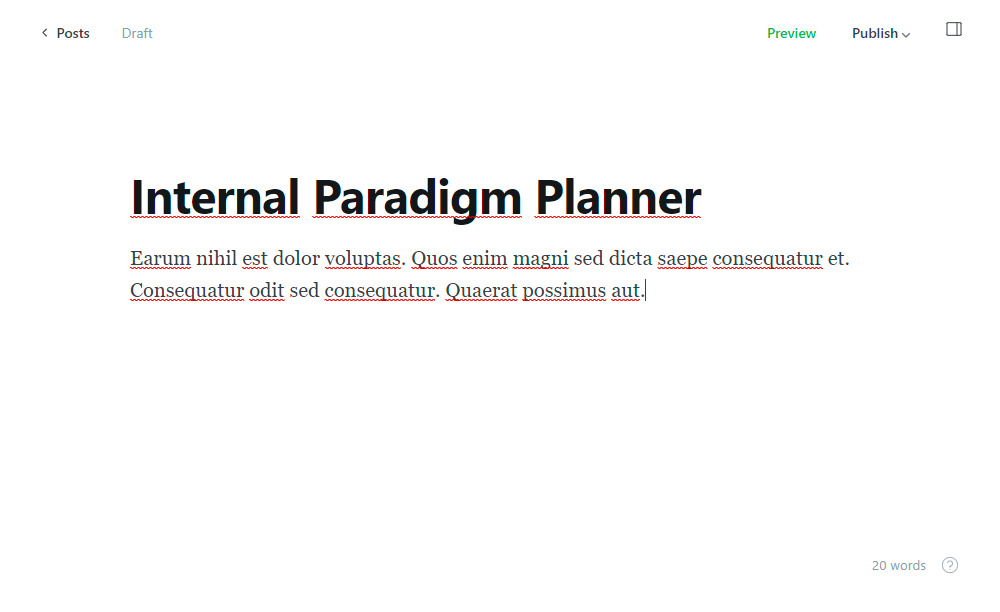 Posts Draft Preview Publish
Internal Paradigm Planner
Earum nihil est dolor voluptas. Quos enim magni sed dicta saepe consequatur et.
Consequatur odit sed consequatur. Quaerat possimus aut.
20 words ?